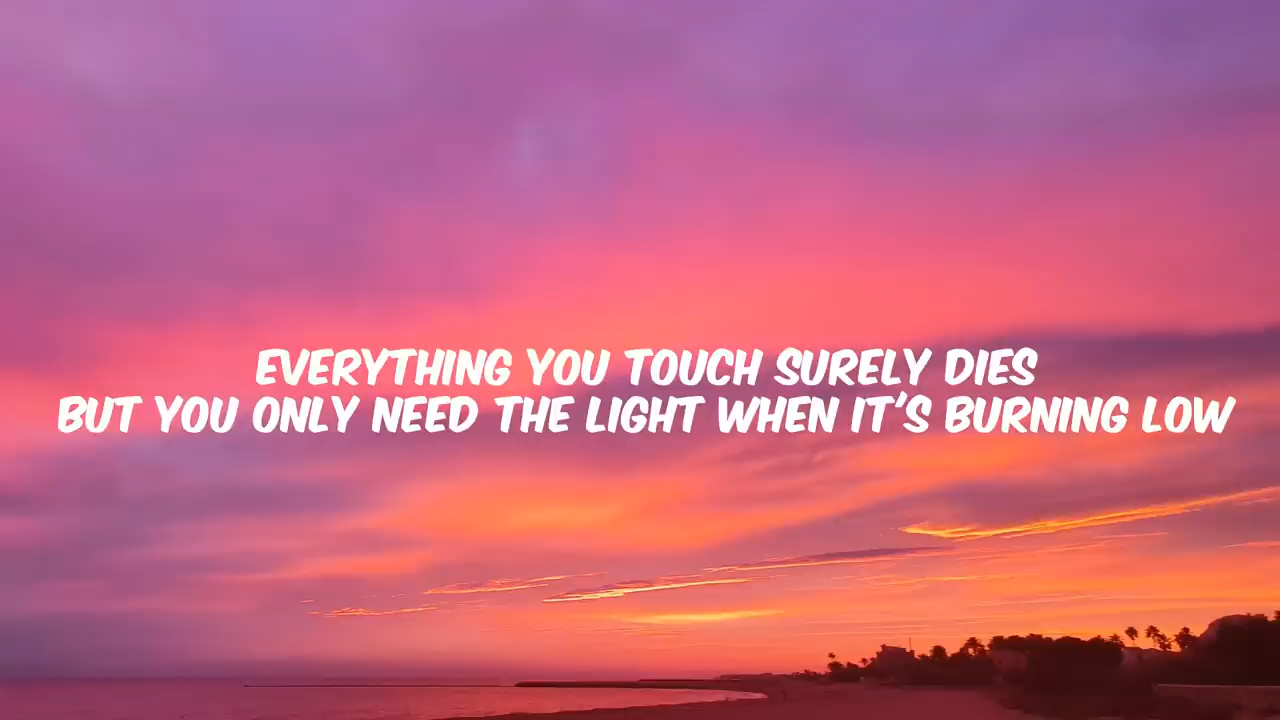 EVERYTHING YOU TOUCH SURELY DIES
BUT YOU ONLY NEED THE LIGHT WHEN IT'S BURNING LOW